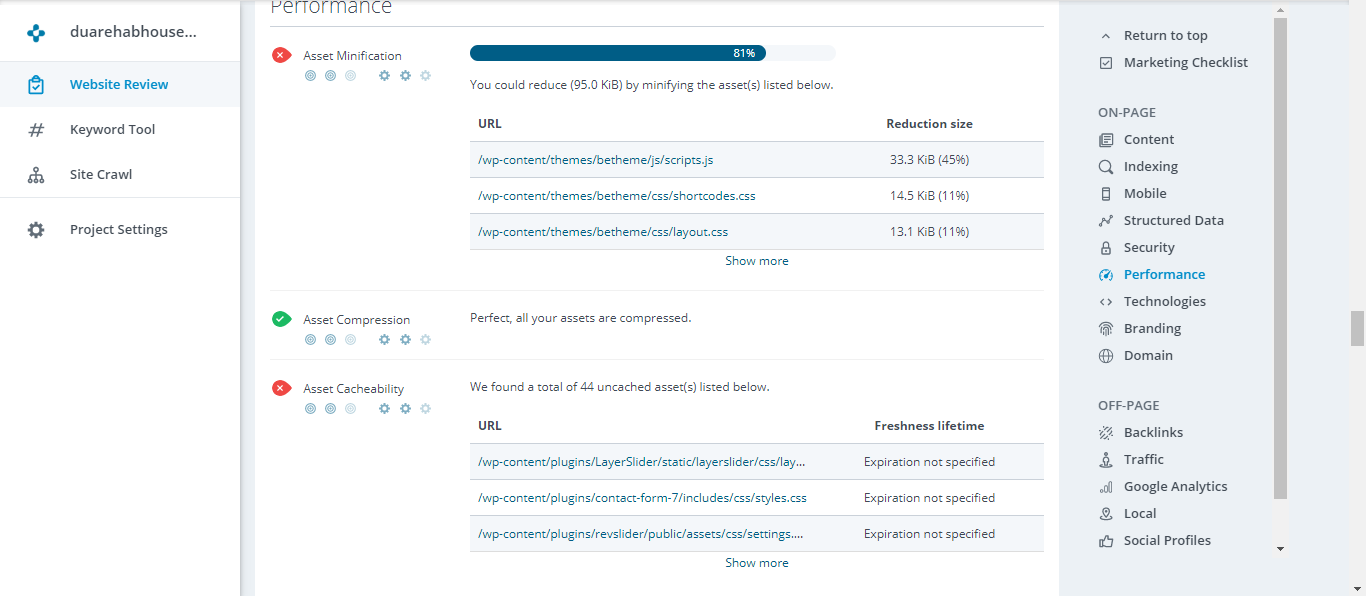 duarehabhouse...
Website Review
Keyword Tool
Site Crawl
Project Settings
Performance
Asset Minification
81%
You could reduce (95.0 KiB) by minifying the asset(s) listed below.
URL Reduction size
/wp-content/themes/betheme/js/scripts.js 33.3 KiB (45%)
/wp-content/themes/betheme/css/shortcodes.css 14.5 KiB (11%)
/wp-content/themes/betheme/css/layout.css 13.1 KiB (11%)
Show more
Asset Compression
Perfect, all your assets are compressed.
Asset Cacheability
We found a total of 44 uncached asset(s) listed below.
URL Freshness lifetime
/wp-content/plugins/LayerSlider/static/layerslider/css/lay... Expiration not specified
/wp-content/plugins/contact-form-7/includes/css/styles.css Expiration not specified
/wp-content/plugins/revslider/public/assets/css/settings.... Expiration not specified
Show more
Return to top
Marketing Checklist
ON-PAGE
Content
Indexing
Mobile
Structured Data
Security
Performance
Technologies
Branding
Domain
OFF-PAGE
Backlinks
Traffic
Google Analytics
Local
Social Profiles